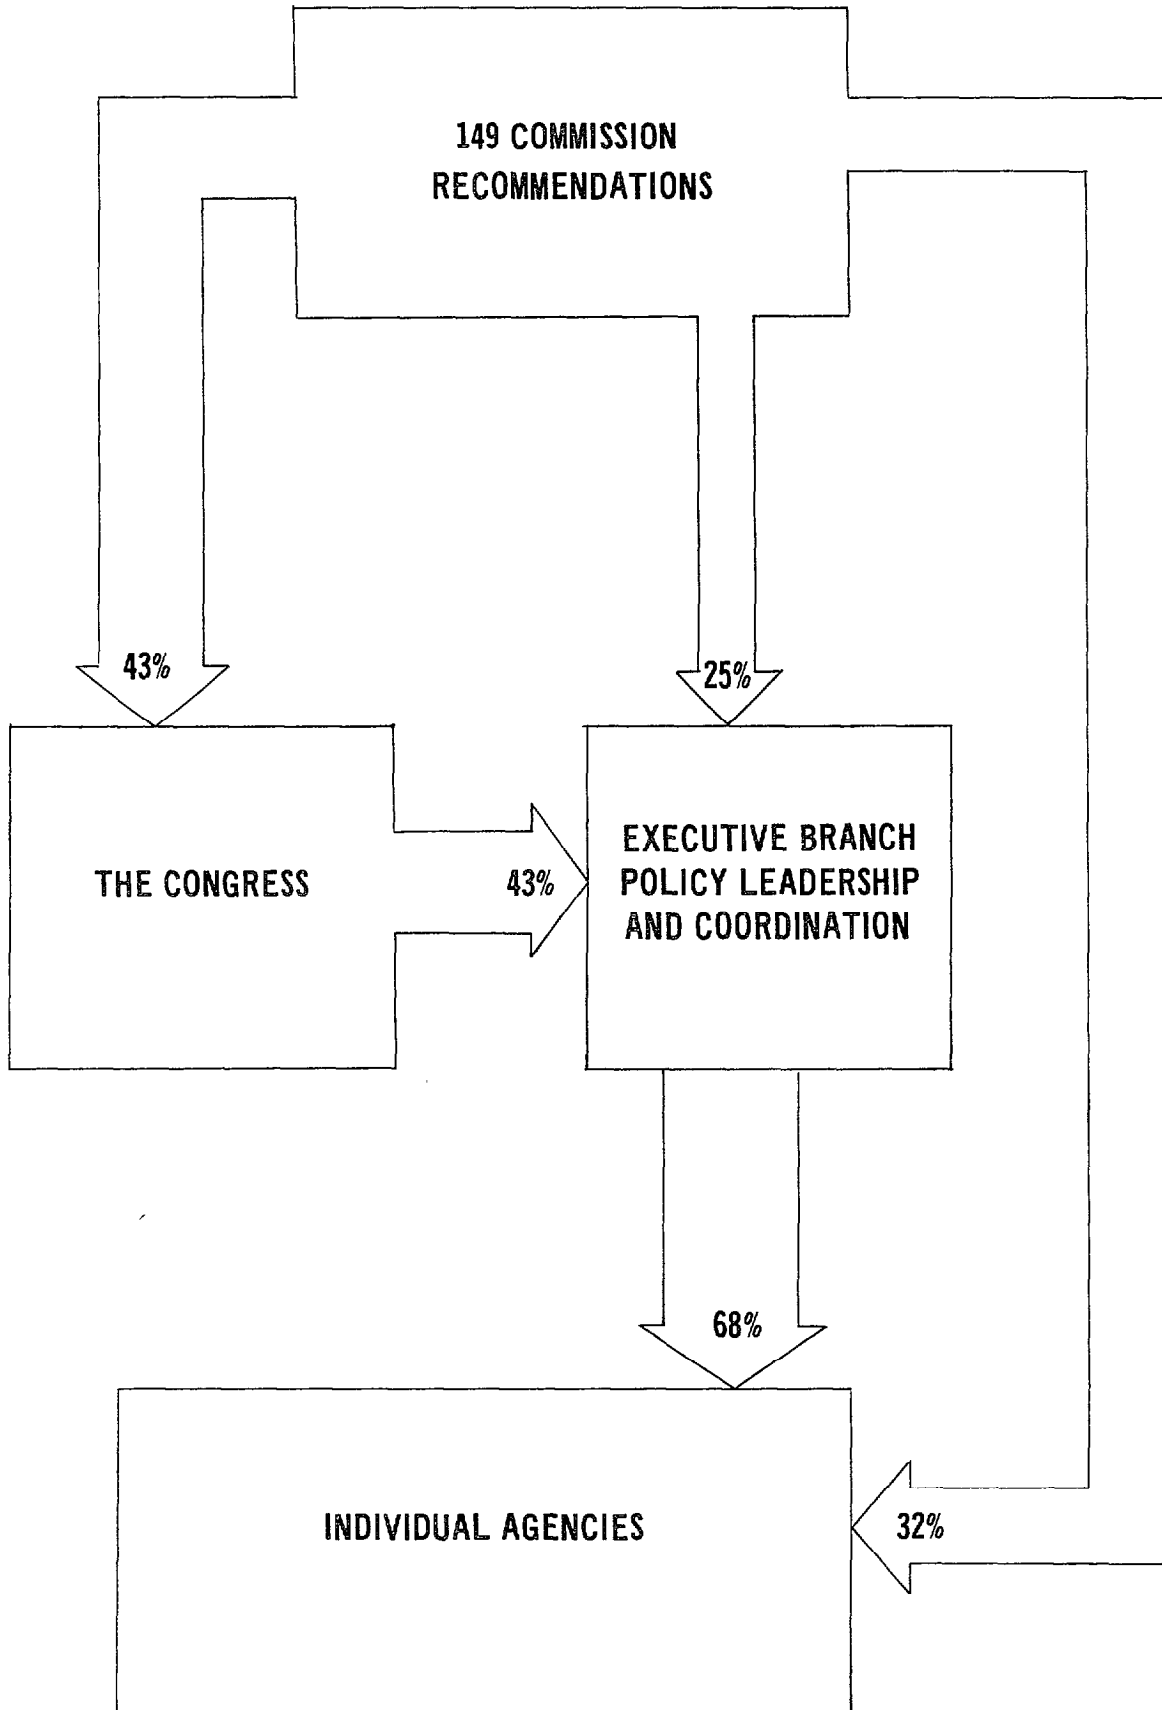 149 COMMISSION
RECOMMENDATIONS
43%
25%
THE CONGRESS
43%
EXECUTIVE BRANCH
POLICY LEADERSHIP
AND COORDINATION
68%
INDIVIDUAL AGENCIES
32%